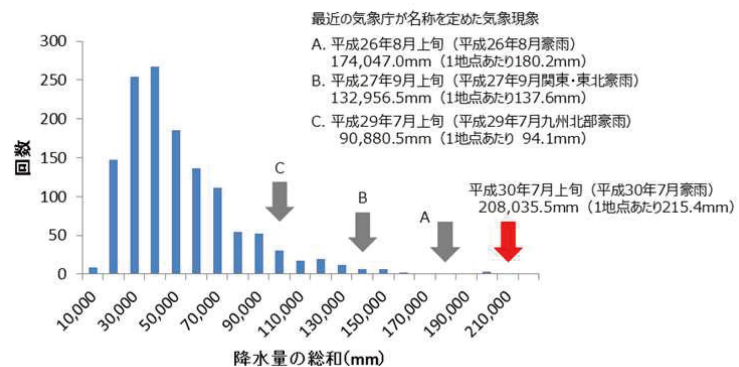 最近の気象庁が名称を定めた気象現象
A. 平成26年8月上旬（平成26年8月豪雨）
174,047.0mm（1地点あたり180.2mm）
B. 平成27年9月上旬（平成27年9月関東・東北豪雨）
132,956.5mm（1地点あたり137.6mm）
C. 平成29年7月上旬（平成29年7月九州北部豪雨）
90,880.5mm（1地点あたり 94.1mm）
平成30年7月上旬（平成30年7月豪雨）
208,035.5mm（1地点あたり215.4mm）
C
B
A
回数
300
250
200
150
100
50
0
10,000
30,000
50,000
70,000
90,000
110,000
130,000
150,000
170,000
190,000
210,000
降水量の総和(mm)